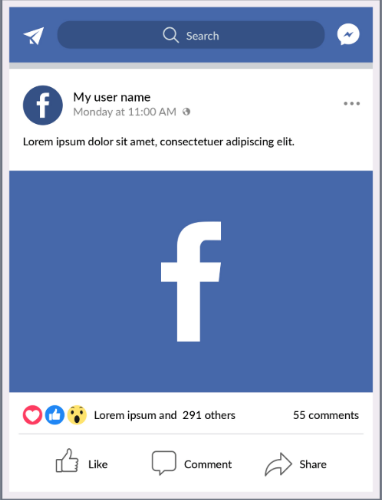 Search
My user name
Monday at 11:00 AM
Lorem ipsum dolor sit amet, consectetuer adipiscing elit.
Lorem ipsum and 291 others 55 comments
Like Comment Share